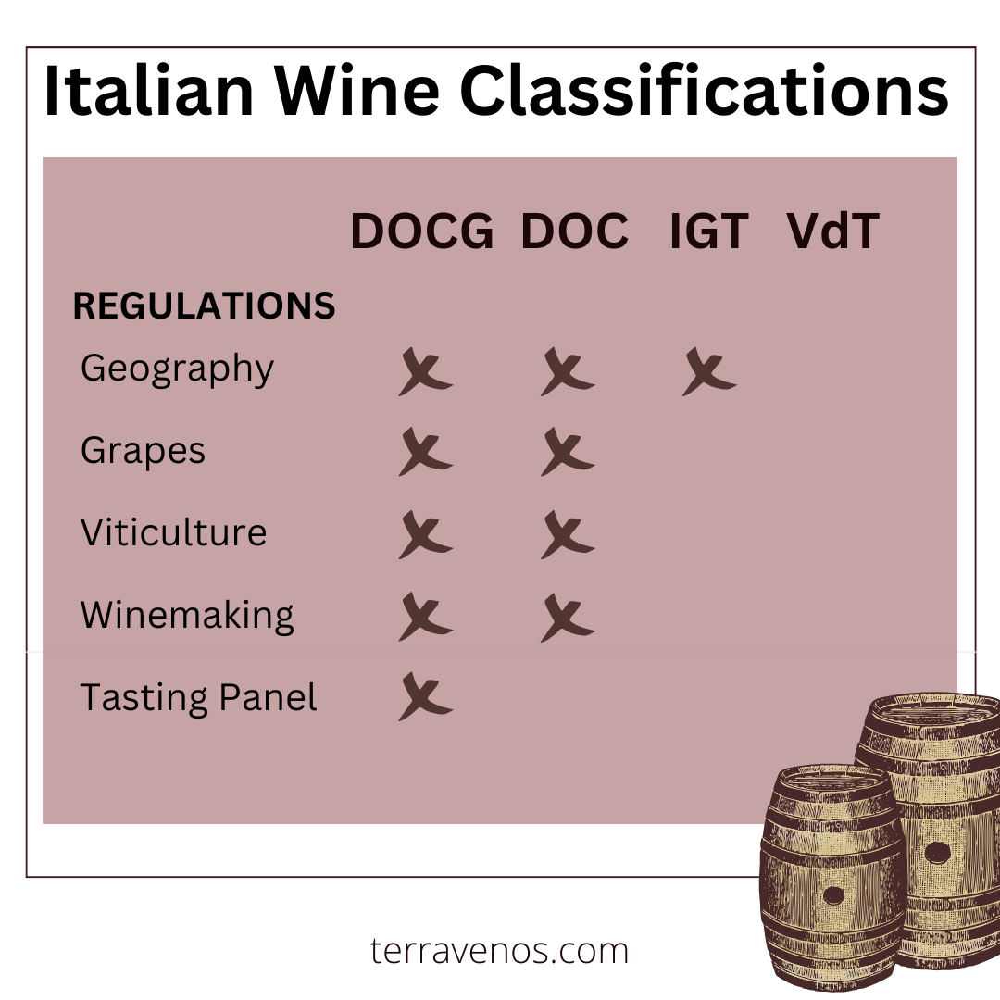 Italian Wine Classifications
DOCG DOC IGT VdT
REGULATIONS
Geography
Grapes
Viticulture
Winemaking
Tasting Panel
terravenos.com